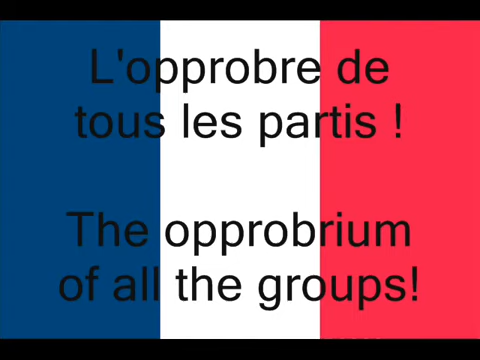 L'opprobre de
tous les partis !
The opprobrium
of all the groups!